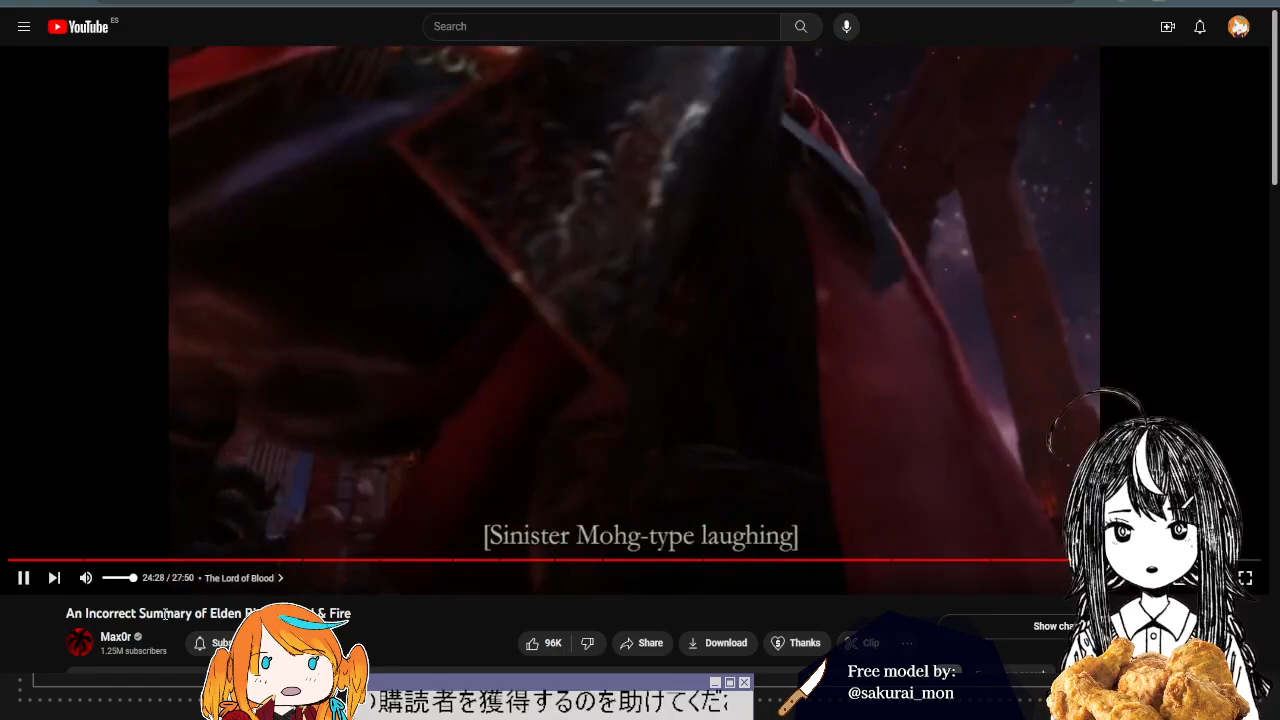 YouTube ES
Search
[Sinister Mohg-type laughing]
24:28 / 27:50 • The Lord of Blood
An Incorrect Summary of Elden & Fire
Max0r
1.25M subscribers
96K
Share
Download
Thanks
Clip
Show
Free model by:
@sakurai_mon
購読者を獲得するのを助けてくだ